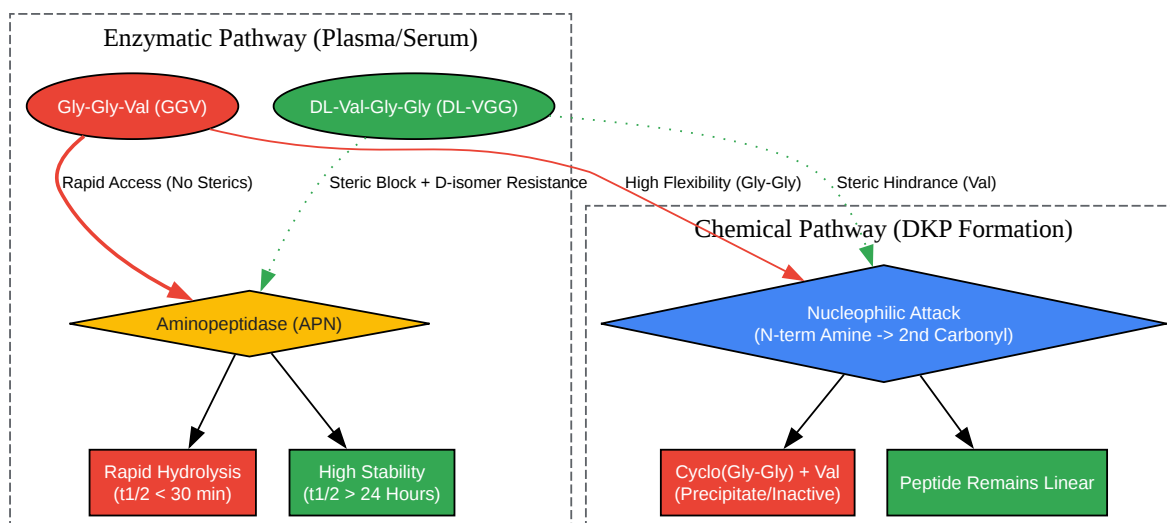 Enzymatic Pathway (Plasma/Serum)
Gly-Gly-Val (GGV)
DL-Val-Gly-Gly (DL-VGG)
Rapid Access (No Sterics)
Steric Block + D-isomer Resistance
High Flexibility (Gly-Gly)
Steric Hindrance (Val)
Chemical Pathway (DKP Formation)
Aminopeptidase (APN)
Nucleophilic Attack
(N-term Amine -> 2nd Carbonyl)
Rapid Hydrolysis
(t1/2 < 30 min)
High Stability
(t1/2 > 24 Hours)
Cyclo(Gly-Gly) + Val
(Precipitate/Inactive)
Peptide Remains Linear